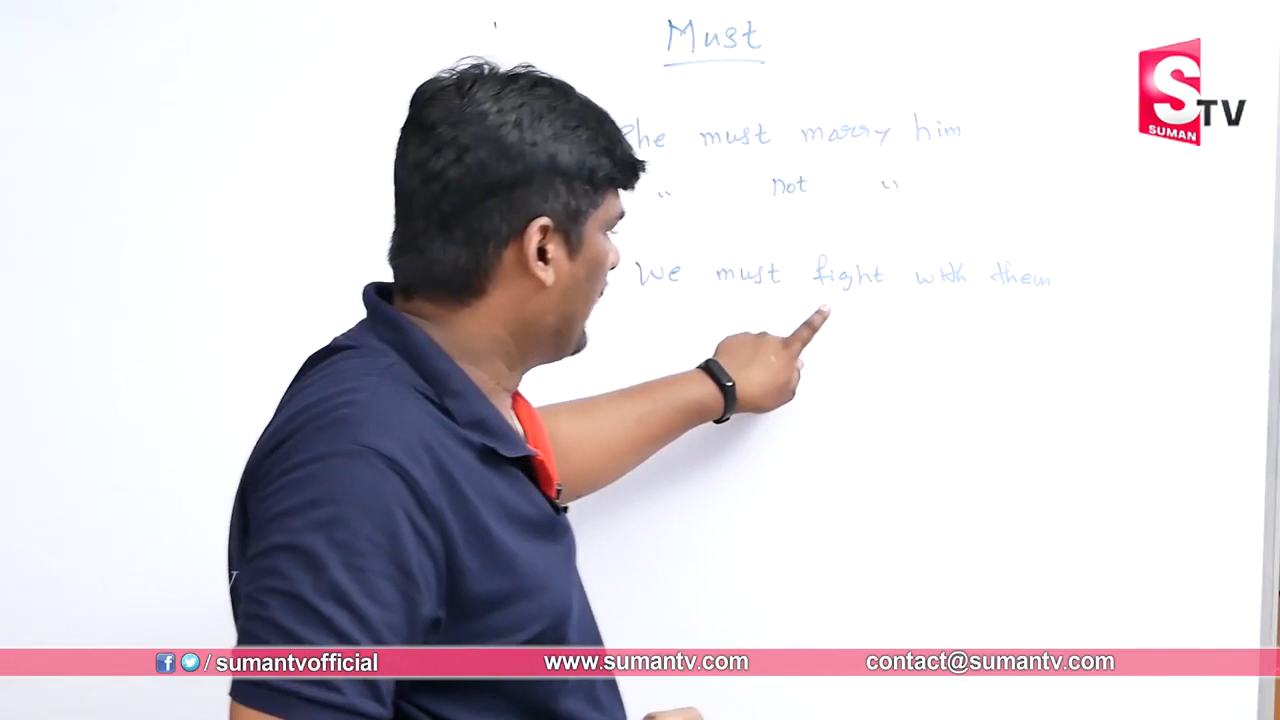 Must
She must marry him
" not "
We must fight with them
S TV
SUMAN
/ sumantvofficial
www.sumantv.com
contact@sumantv.com